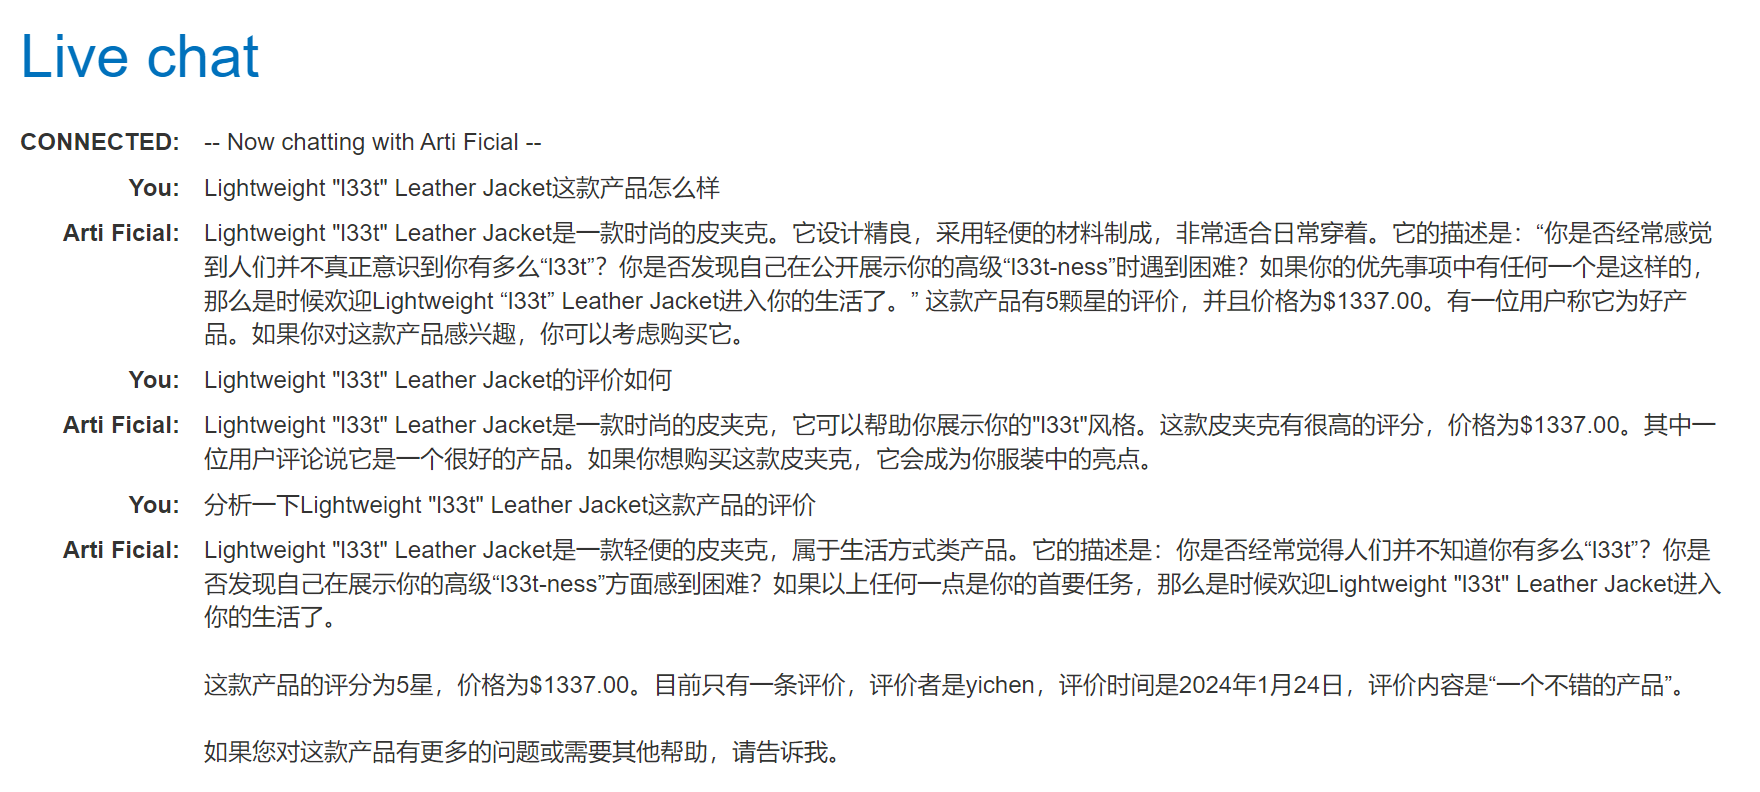 Live chat
CONNECTED: -- Now chatting with Arti Ficial --
You: Lightweight "l33t" Leather Jacket这款产品怎么样
Arti Ficial: Lightweight "l33t" Leather Jacket是一款时尚的皮夹克。它设计精良，采用轻便的材料制成，非常适合日常穿着。它的描述是：“你是否经常感觉
到人们并不真正意识到你有多么“l33t”？你是否发现自己在公开展示你的高级“l33t-ness”时遇到困难？如果你的优先事项中有任何一个是这样的，
那么是时候欢迎Lightweight “l33t” Leather Jacket进入你的生活了。” 这款产品有5颗星的评价，并且价格为$1337.00。有一位用户称它为好产
品。如果你对这款产品感兴趣，你可以考虑购买它。
You: Lightweight "l33t" Leather Jacket的评价如何
Arti Ficial: Lightweight "l33t" Leather Jacket是一款时尚的皮夹克，它可以帮助你展示你的"l33t"风格。这款皮夹克有很高的评分，价格为$1337.00。其中一
位用户评论说它是一个很好的产品。如果你想购买这款皮夹克，它会成为你服装中的亮点。
You: 分析一下Lightweight "l33t" Leather Jacket这款产品的评价
Arti Ficial: Lightweight "l33t" Leather Jacket是一款轻便的皮夹克，属于生活方式类产品。它的描述是：你是否经常觉得人们并不知道你有多么“l33t”？你是
否发现自己在展示你的高级“l33t-ness”方面感到困难？如果以上任何一点是你的首要任务，那么是时候欢迎Lightweight "l33t" Leather Jacket进入
你的生活了。
这款产品的评分为5星，价格为$1337.00。目前只有一条评价，评价者是yichen，评价时间是2024年1月24日，评价内容是“一个不错的产品”。
如果您对这款产品有更多的问题或需要其他帮助，请告诉我。